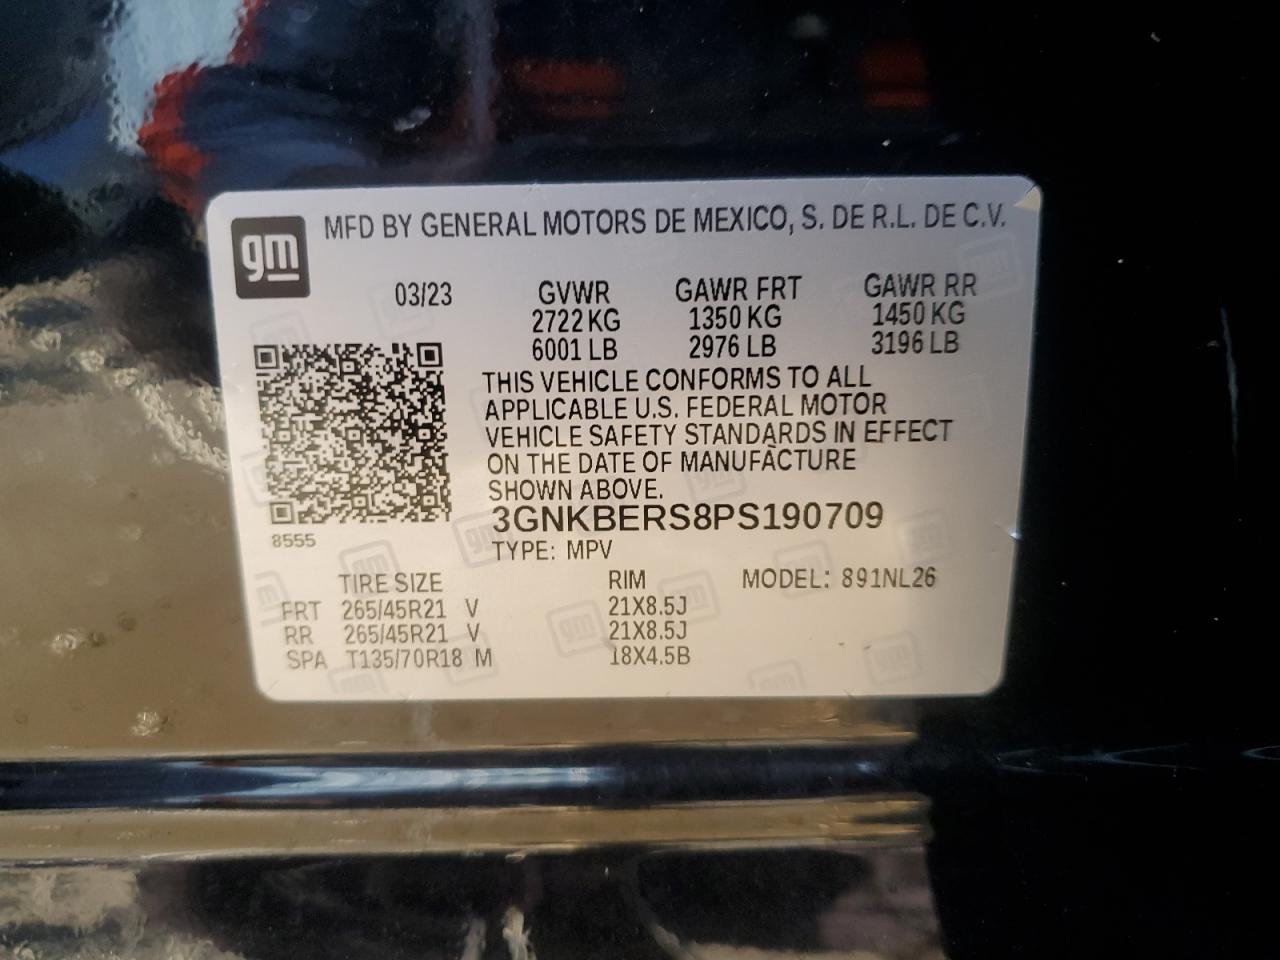 gm
MFD BY GENERAL MOTORS DE MEXICO, S. DE R.L. DE C.V.
03/23 GVWR GAWR FRT GAWR RR
2722 KG 1350 KG 1450 KG
6001 LB 2976 LB 3196 LB
THIS VEHICLE CONFORMS TO ALL
APPLICABLE U.S. FEDERAL MOTOR
VEHICLE SAFETY STANDARDS IN EFFECT
ON THE DATE OF MANUFACTURE
SHOWN ABOVE.
3GNKBERS8PS190709
8555
TYPE: MPV
TIRE SIZE RIM MODEL: 891NL26
FRT 265/45R21 V 21X8.5J
RR 265/45R21 V 21X8.5J
SPA T135/70R18 M 18X4.5B